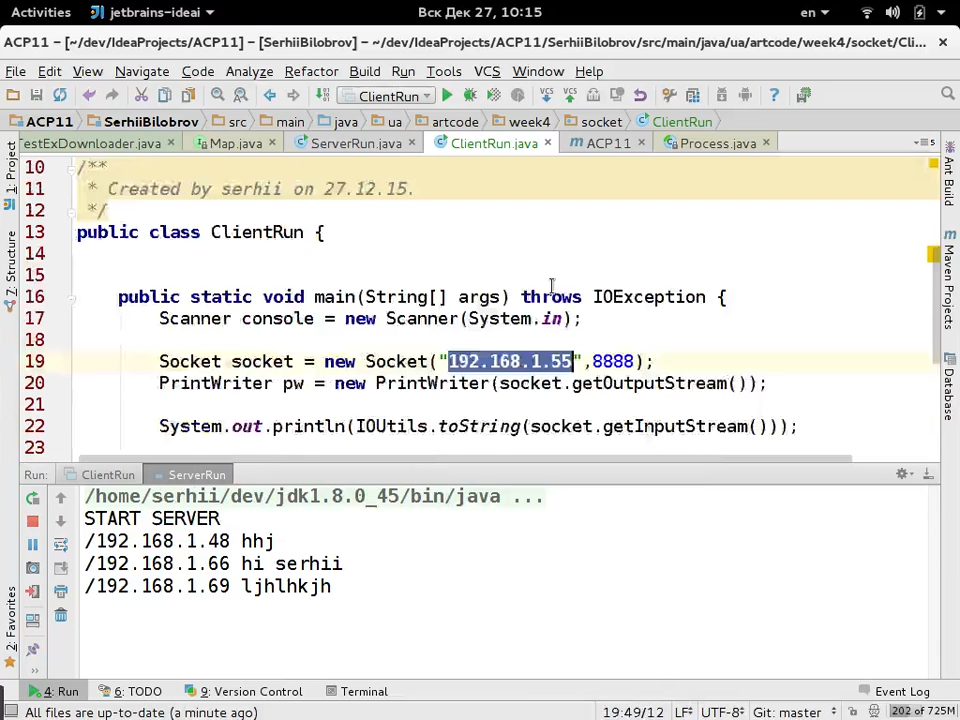 Activities jetbrains-ideai Вск Дек 27, 10:15 en
ACP11 – [~/dev/IdeaProjects/ACP11] – [SerhiiBilobrov] – ~/dev/IdeaProjects/ACP11/SerhiiBilobrov/src/main/java/ua/artcode/week4/socket/Cli...
File Edit View Navigate Code Analyze Refactor Build Run Tools VCS Window Help
ClientRun
ACP11 SerhiiBilobrov src main java ua artcode week4 socket ClientRun
TestExDownloader.java Map.java ServerRun.java ClientRun.java ACP11 Process.java
10 /**
11 * Created by serhii on 27.12.15.
12 */
13 public class ClientRun {
14
15
16 public static void main(String[] args) throws IOException {
17 Scanner console = new Scanner(System.in);
18
19 Socket socket = new Socket("192.168.1.55",8888);
20 PrintWriter pw = new PrintWriter(socket.getOutputStream());
21
22 System.out.println(IOUtils.toString(socket.getInputStream()));
23
1: Project
7: Structure
2: Favorites
Ant Build
Maven Projects
Database
Run: ClientRun ServerRun
/home/serhii/dev/jdk1.8.0_45/bin/java ...
START SERVER
/192.168.1.48 hhj
/192.168.1.66 hi serhii
/192.168.1.69 ljhlhkjh
4: Run 6: TODO 9: Version Control Terminal Event Log
All files are up-to-date (a minute ago) 19:49/12 LF UTF-8 Git: master 202 of 725M